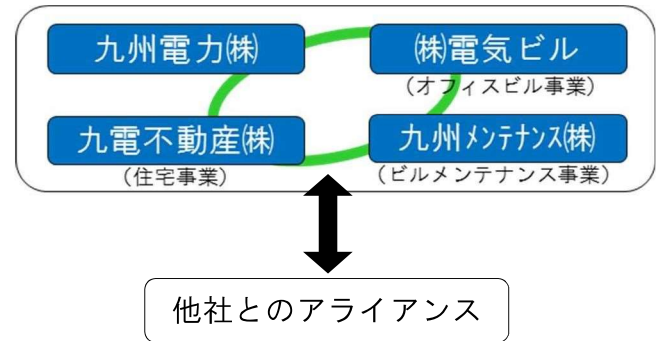 九州電力㈱
㈱電気ビル
(オフィスビル事業)
九電不動産㈱
(住宅事業)
九州メンテナンス㈱
(ビルメンテナンス事業)
他社とのアライアンス